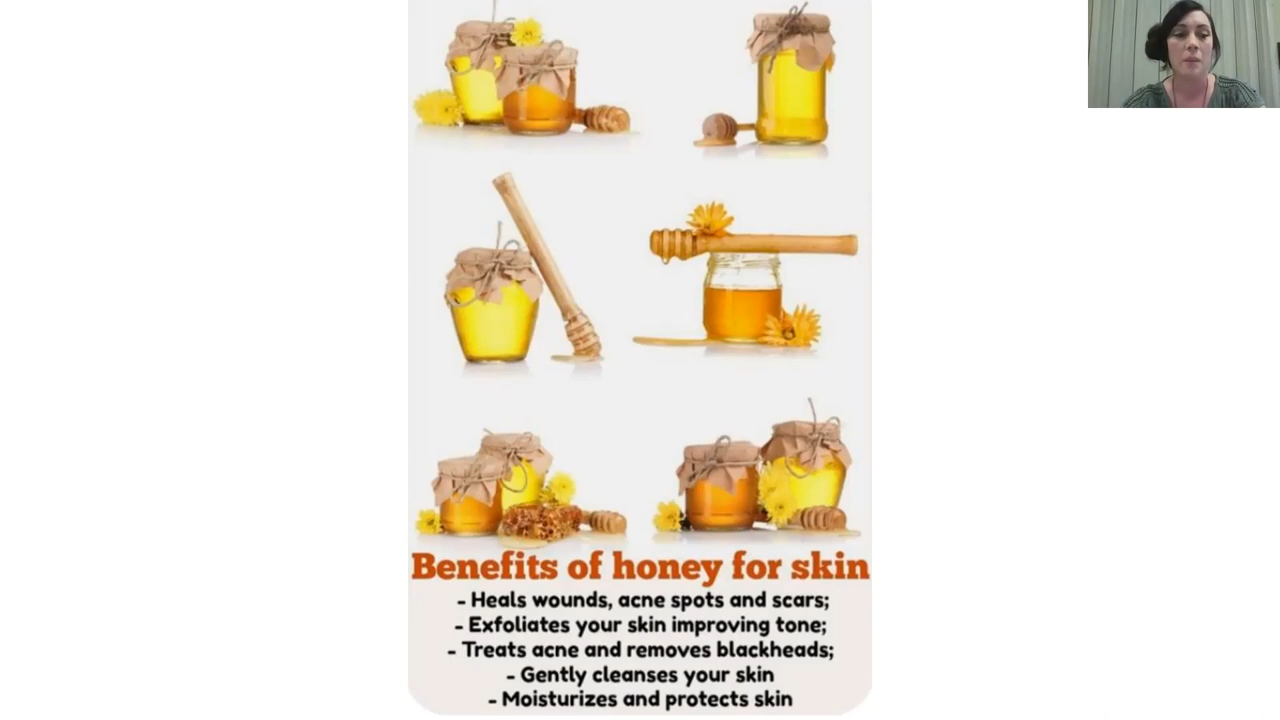 Benefits of honey for skin
- Heals wounds, acne spots and scars;
- Exfoliates your skin improving tone;
- Treats acne and removes blackheads;
- Gently cleanses your skin
- Moisturizes and protects skin